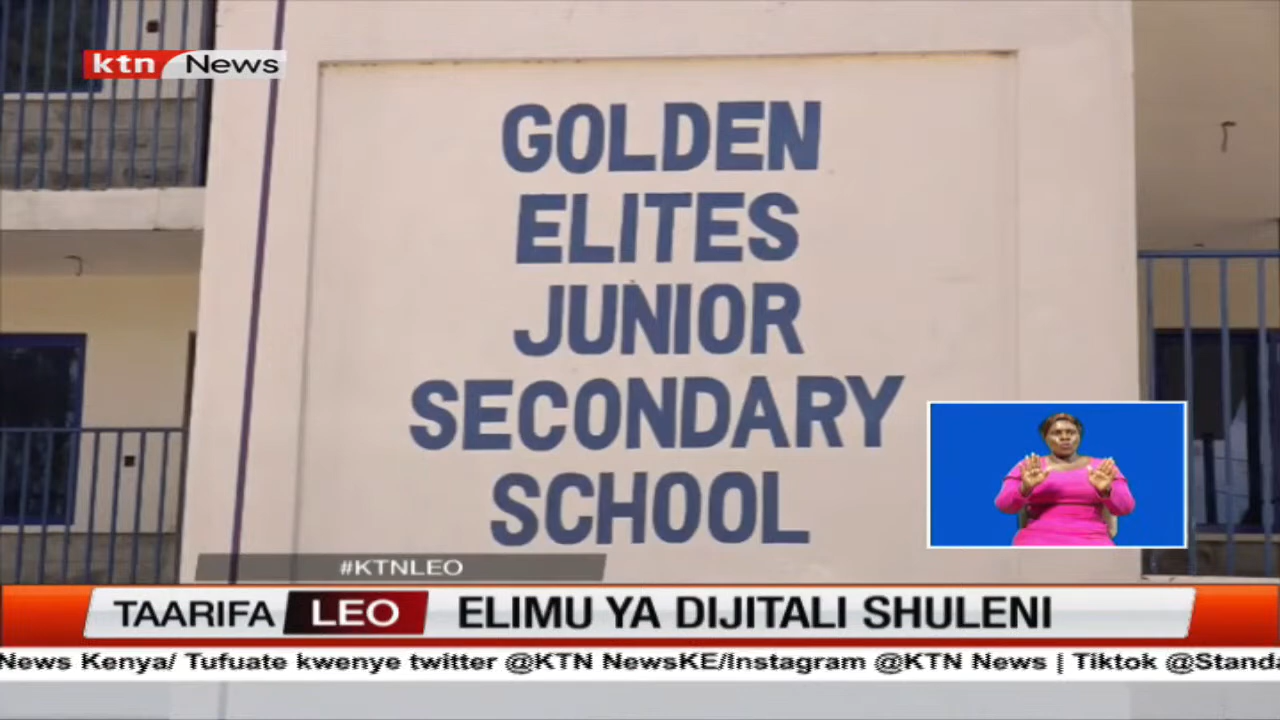 ktn News
GOLDEN
ELITES
JUNIOR
SECONDARY
SCHOOL
#KTNLEO
TAARIFA LEO ELIMU YA DIJITALI SHULENI
News Kenya/ Tufuate kwenye twitter @KTN NewsKE/Instagram @KTN News | Tiktok @Standa